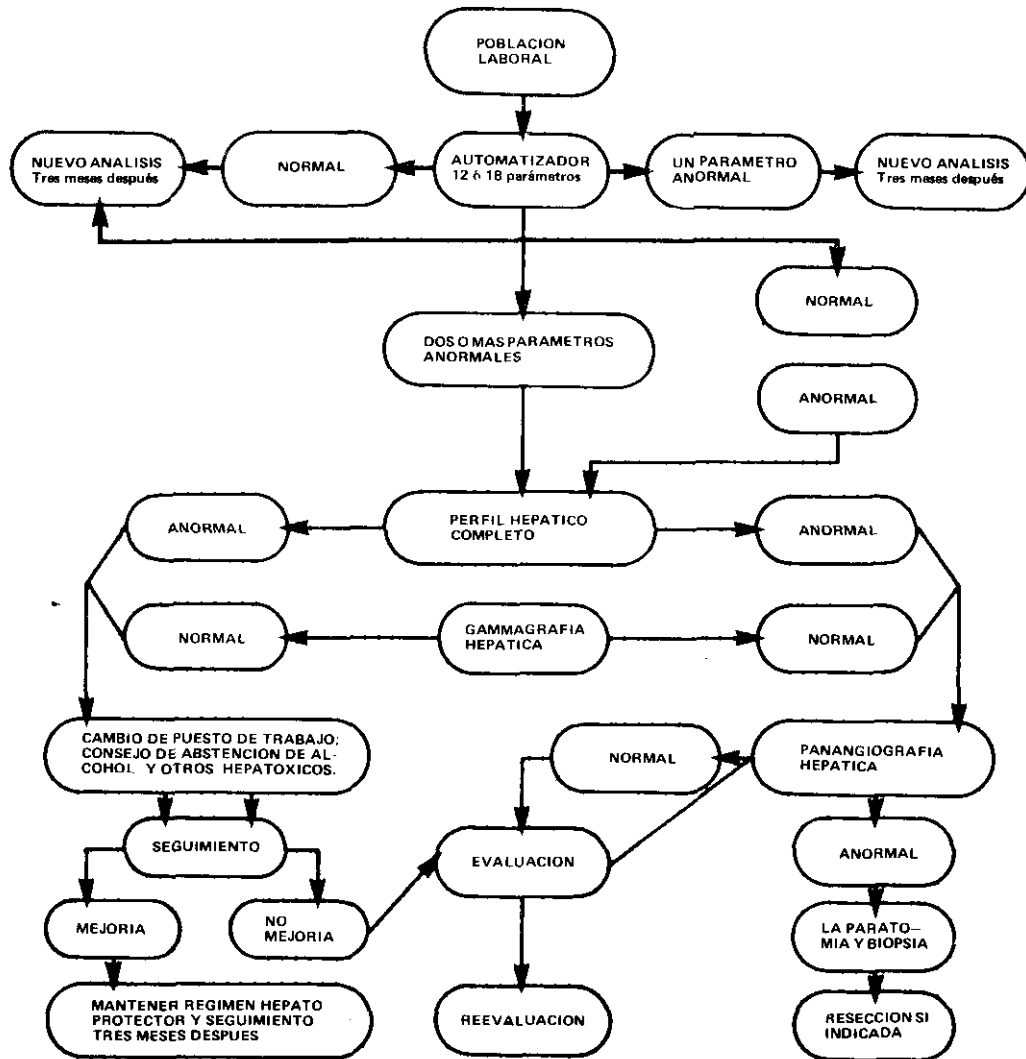 POBLACION
LABORAL
NUEVO ANALISIS
Tres meses después
NORMAL
AUTOMATIZADOR
12 ó 18 parámetros
UN PARAMETRO
ANORMAL
NUEVO ANALISIS
Tres meses después
NORMAL
DOS O MAS PARAMETROS
ANORMALES
ANORMAL
ANORMAL
PERFIL HEPATICO
COMPLETO
ANORMAL
NORMAL
GAMMAGRAFIA
HEPATICA
NORMAL
CAMBIO DE PUESTO DE TRABAJO;
CONSEJO DE ABSTENCION DE AL-
COHOL Y OTROS HEPATOXICOS.
NORMAL
PANANGIOGRAFIA
HEPATICA
SEGUIMIENTO
EVALUACION
ANORMAL
MEJORIA
NO
MEJORIA
LA PARATO—
MIA Y BIOPSIA
MANTENER REGIMEN HEPATO
PROTECTOR Y SEGUIMIENTO
TRES MESES DESPUES
REEVALUACION
RESECCION SI
INDICADA